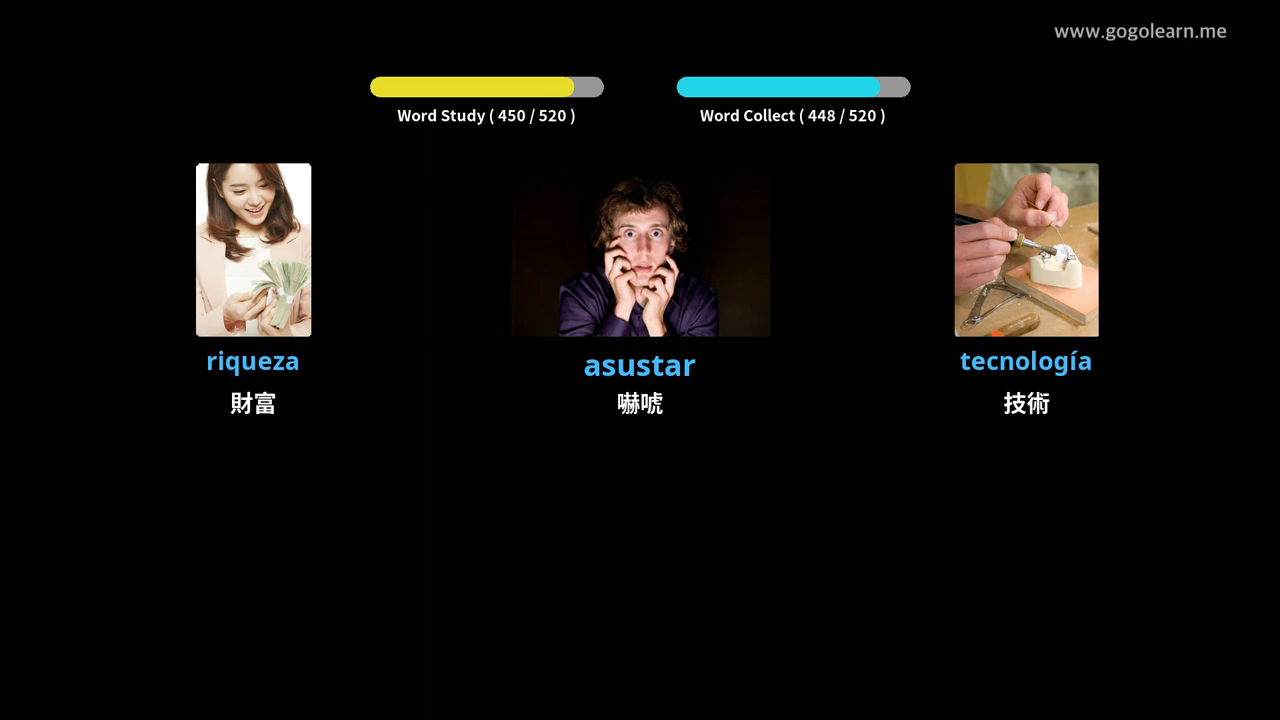 www.gogolearn.me
Word Study ( 450 / 520 )
Word Collect ( 448 / 520 )
riqueza
財富
asustar
嚇唬
tecnología
技術